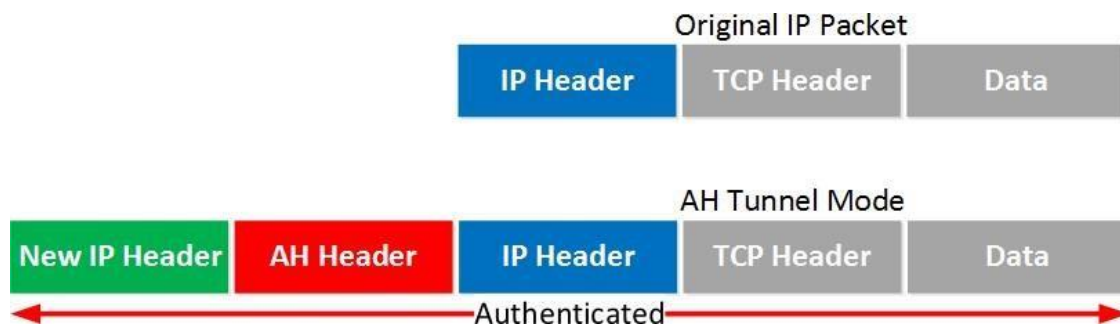 Original IP Packet
IP Header TCP Header Data
AH Tunnel Mode
New IP Header AH Header IP Header TCP Header Data
Authenticated